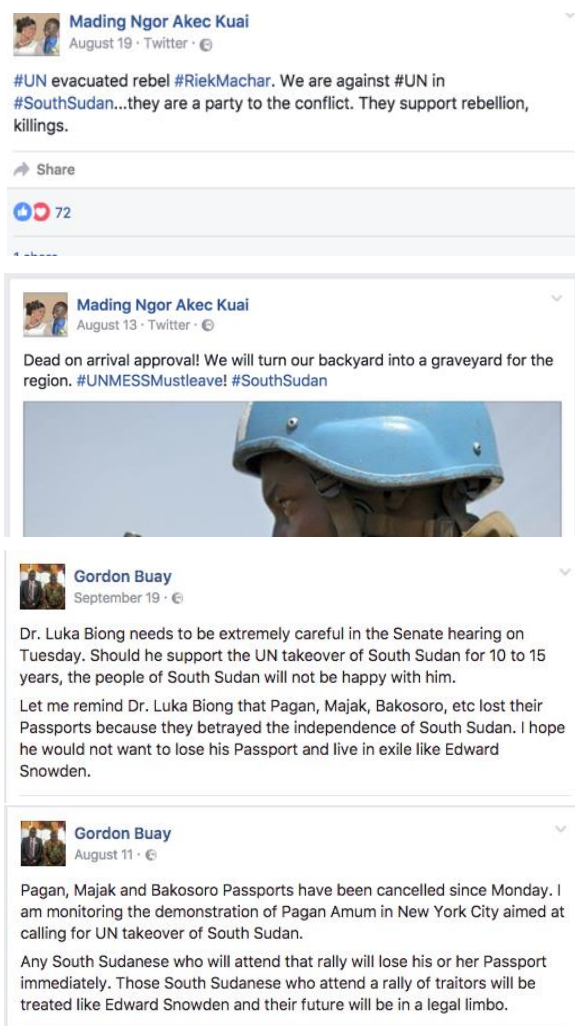 Mading Ngor Akec Kuai
August 19 · Twitter ·
#UN evacuated rebel #RiekMachar. We are against #UN in
#SouthSudan...they are a party to the conflict. They support rebellion,
killings.
Share
72
1 share
Mading Ngor Akec Kuai
August 13 · Twitter ·
Dead on arrival approval! We will turn our backyard into a graveyard for the
region. #UNMESSMustleave! #SouthSudan
Gordon Buay
September 19 ·
Dr. Luka Biong needs to be extremely careful in the Senate hearing on
Tuesday. Should he support the UN takeover of South Sudan for 10 to 15
years, the people of South Sudan will not be happy with him.
Let me remind Dr. Luka Biong that Pagan, Majak, Bakosoro, etc lost their
Passports because they betrayed the independence of South Sudan. I hope
he would not want to lose his Passport and live in exile like Edward
Snowden.
Gordon Buay
August 11 ·
Pagan, Majak and Bakosoro Passports have been cancelled since Monday. I
am monitoring the demonstration of Pagan Amum in New York City aimed at
calling for UN takeover of South Sudan.
Any South Sudanese who will attend that rally will lose his or her Passport
immediately. Those South Sudanese who attend a rally of traitors will be
treated like Edward Snowden and their future will be in a legal limbo.